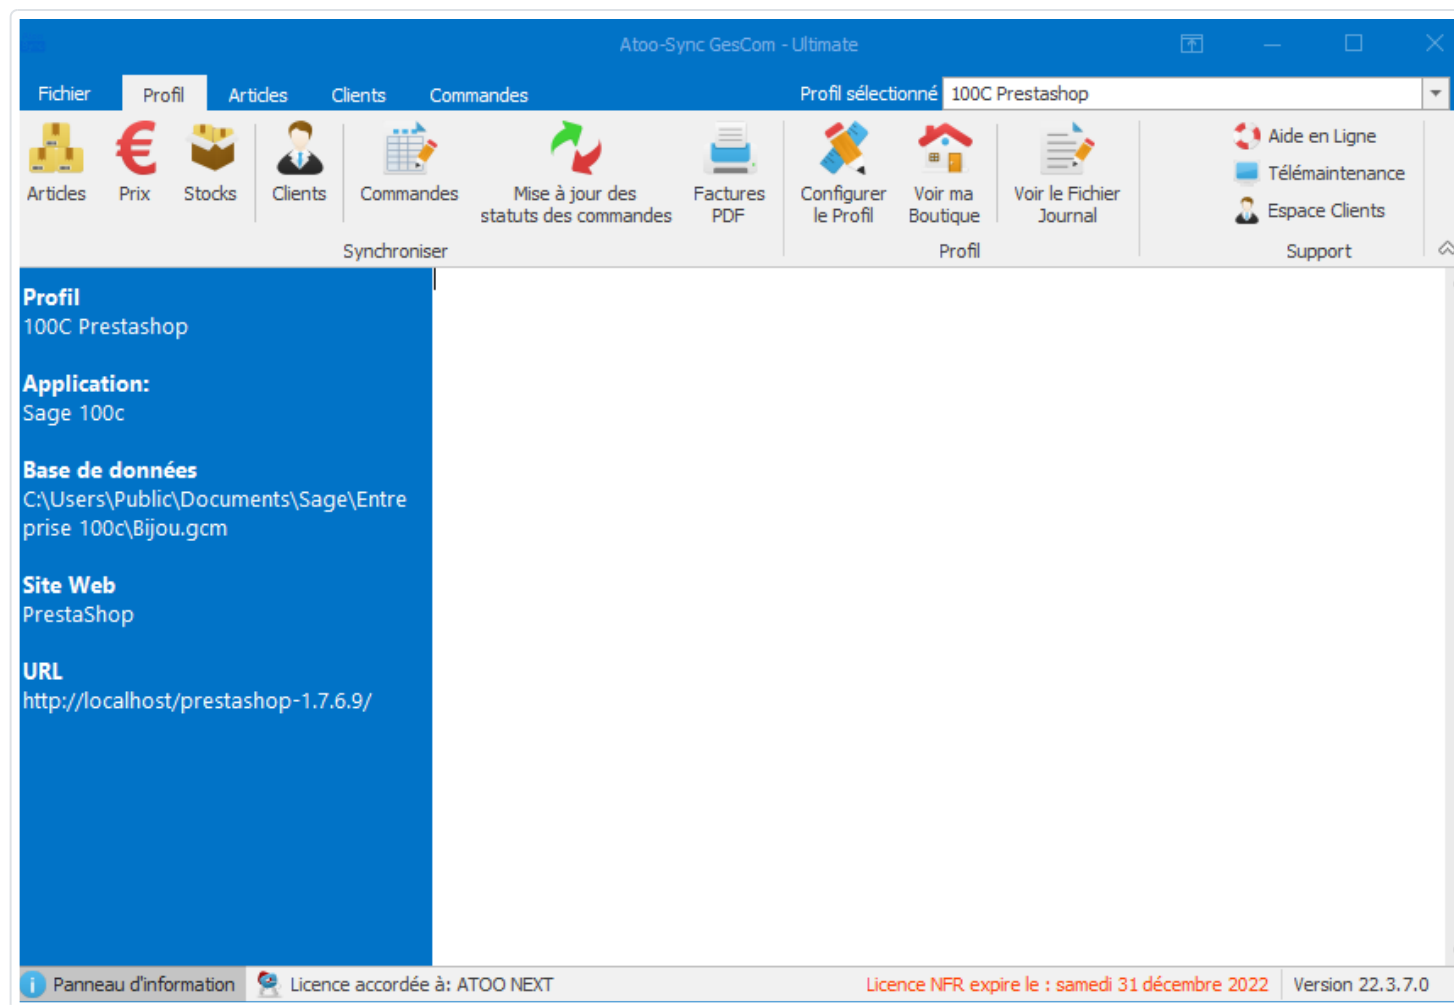 Atoo-Sync GesCom - Ultimate
Fichier Profil Articles Clients Commandes Profil sélectionné 100C Prestashop
Articles Prix Stocks Clients Commandes Mise à jour des Factures Configurer Voir ma Voir le Fichier
statuts des commandes PDF le Profil Boutique Journal
Aide en Ligne
Télémaintenance
Espace Clients
Synchroniser Profil Support
Profil
100C Prestashop
Application:
Sage 100c
Base de données
C:\Users\Public\Documents\Sage\Entre
prise 100c\Bijou.gcm
Site Web
PrestaShop
URL
http://localhost/prestashop-1.7.6.9/
Panneau d'information Licence accordée à: ATOO NEXT Licence NFR expire le : samedi 31 décembre 2022 Version 22.3.7.0